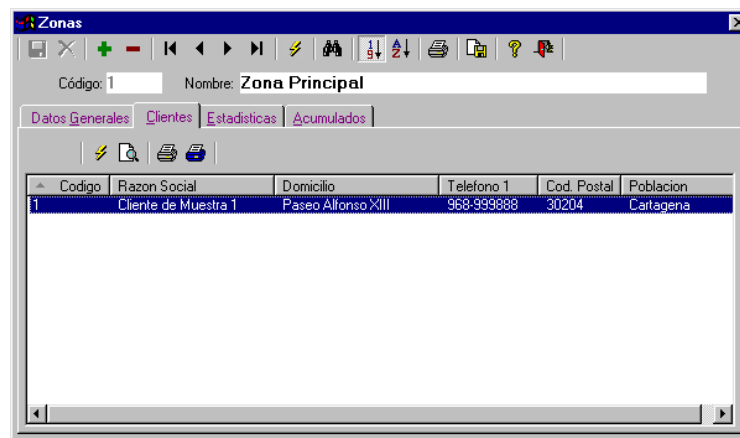 Zonas
Código: 1 Nombre: Zona Principal
Datos Generales Clientes Estadisticas Acumulados
Codigo Razon Social Domicilio Telefono 1 Cod. Postal Poblacion
1 Cliente de Muestra 1 Paseo Alfonso XIII 968-999888 30204 Cartagena